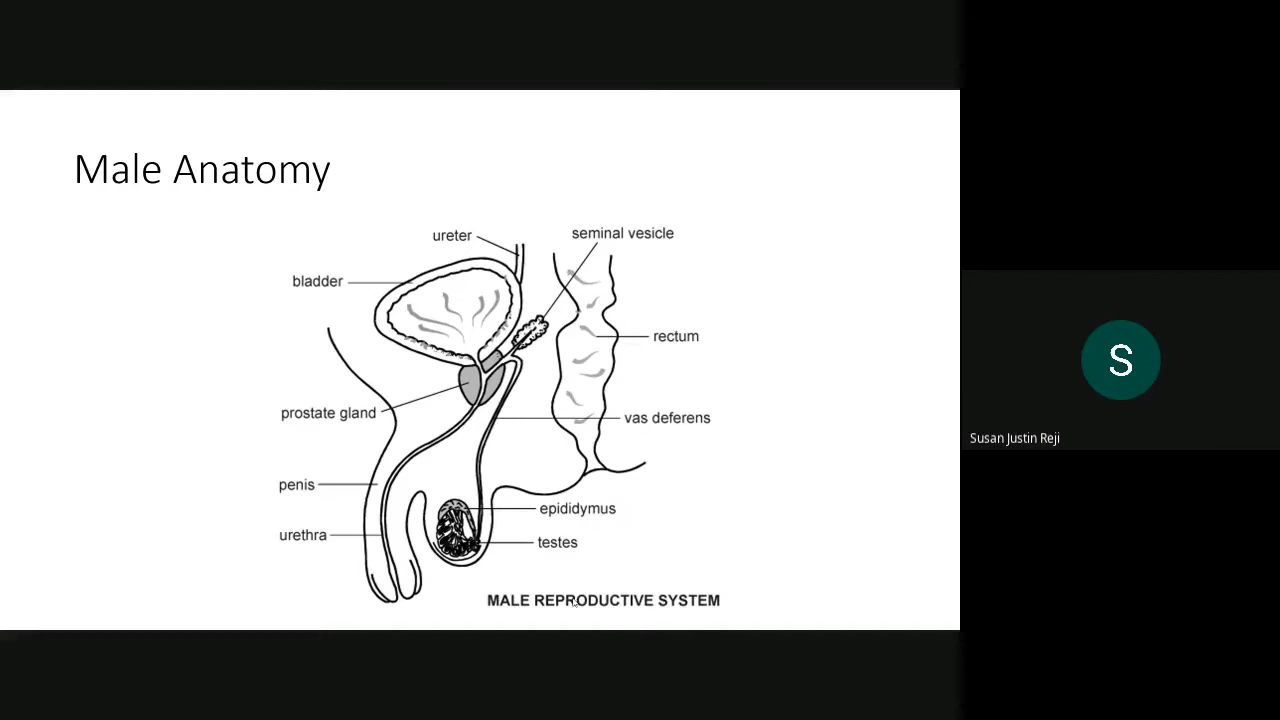 Male Anatomy
ureter
seminal vesicle
bladder
rectum
prostate gland
vas deferens
penis
epididymus
urethra
testes
MALE REPRODUCTIVE SYSTEM
S
Susan Justin Reji